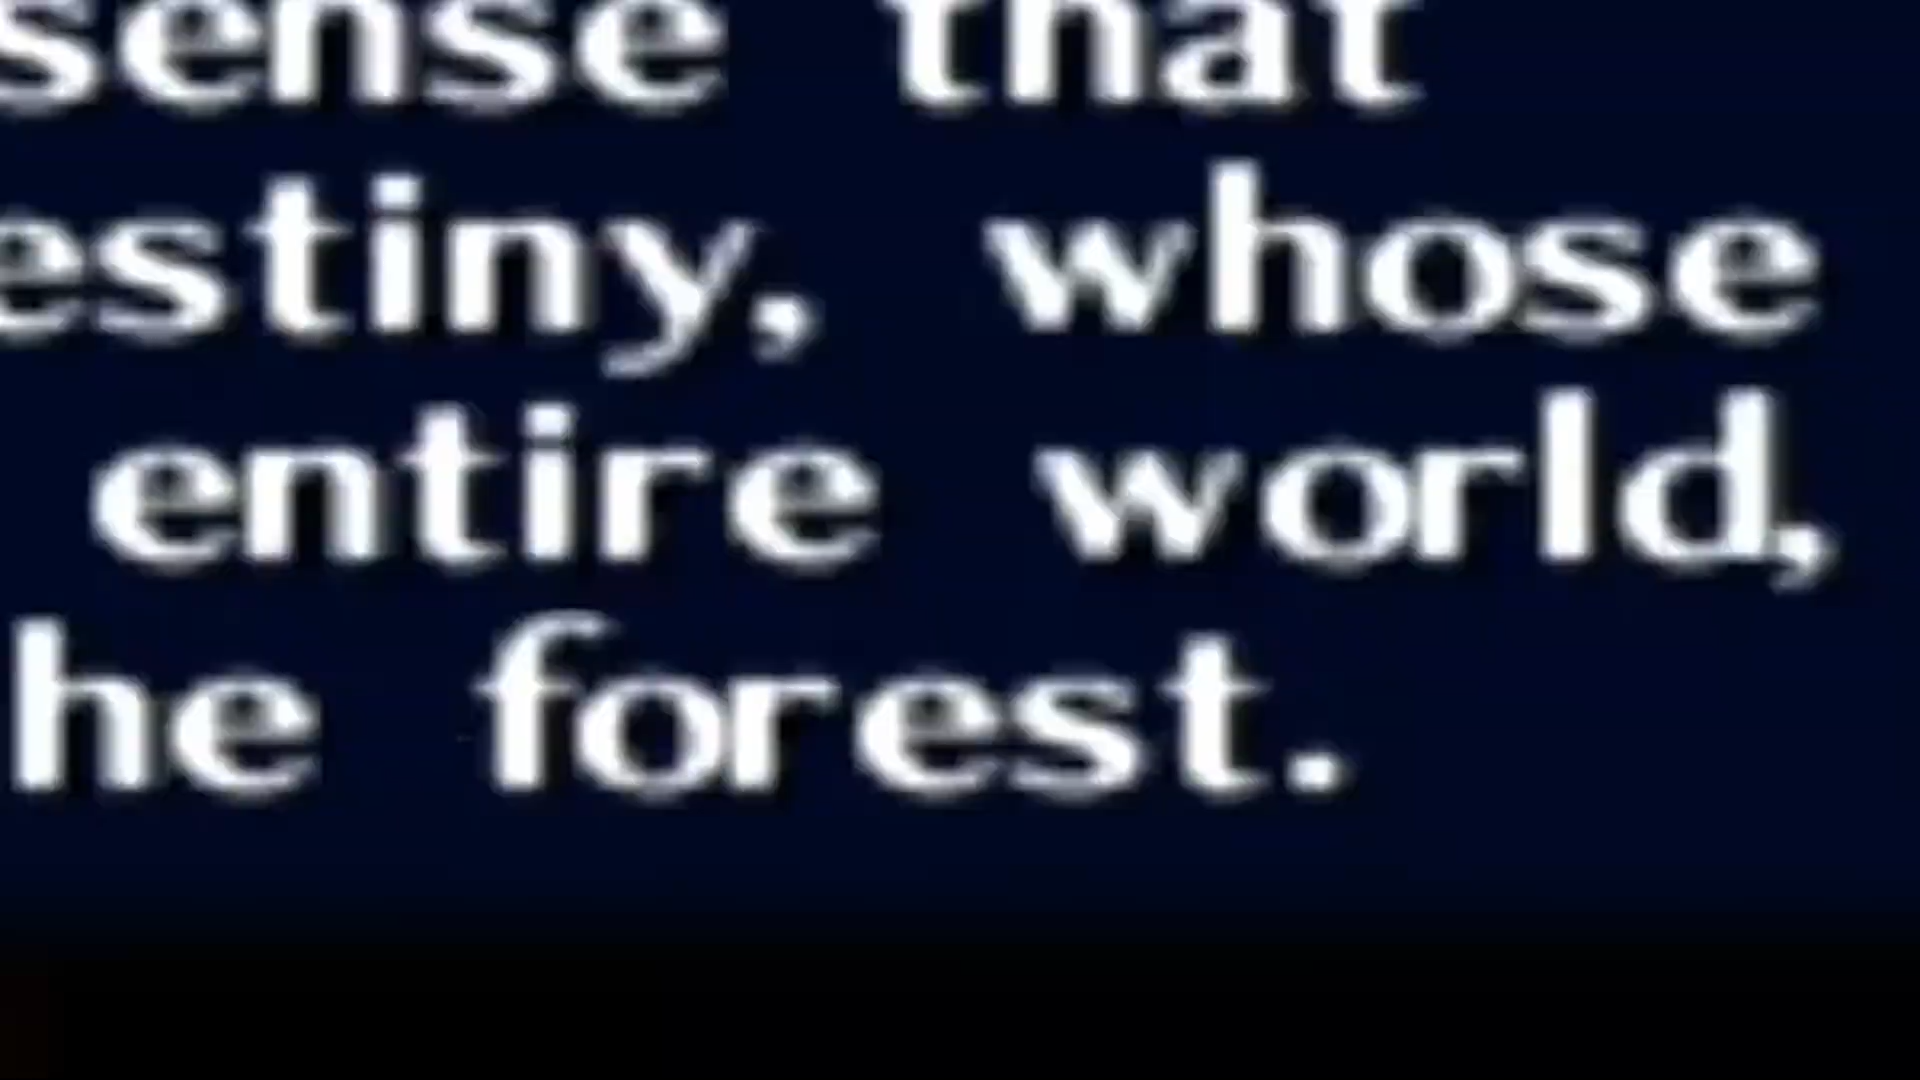 sense that
estiny, whose
entire world,
he forest.